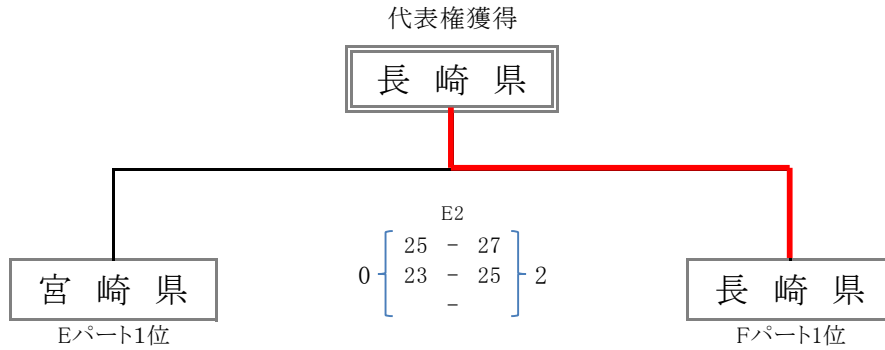 代表権獲得
長 崎 県
E2
25 - 27
0 23 - 25 2
-
宮 崎 県
長 崎 県
Eパート1位
Fパート1位